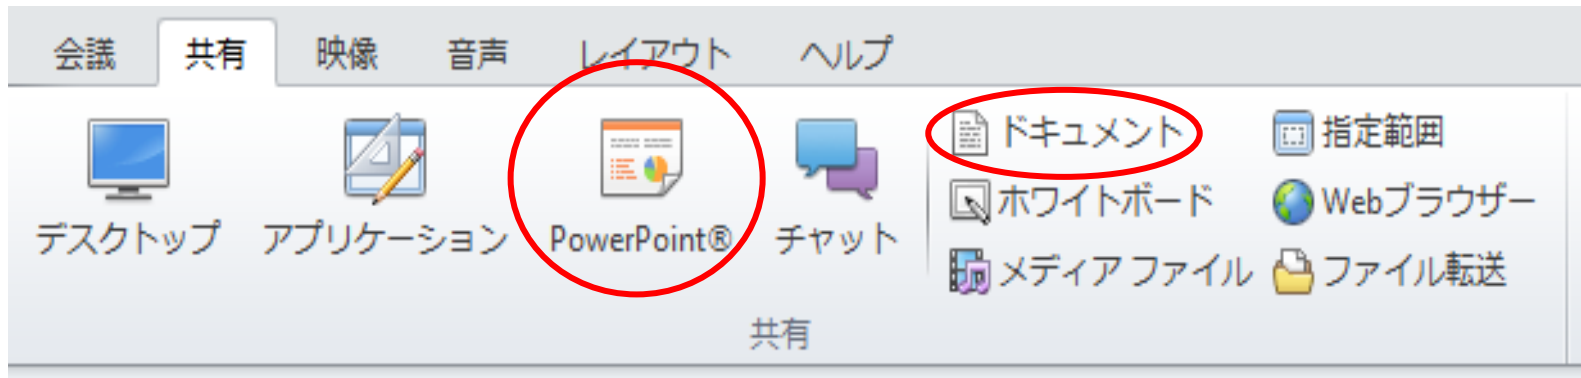 会議 共有 映像 音声 レイアウト ヘルプ
デスクトップ アプリケーション PowerPoint® チャット
ドキュメント 指定範囲
ホワイトボード Webブラウザー
メディア ファイル ファイル転送
共有